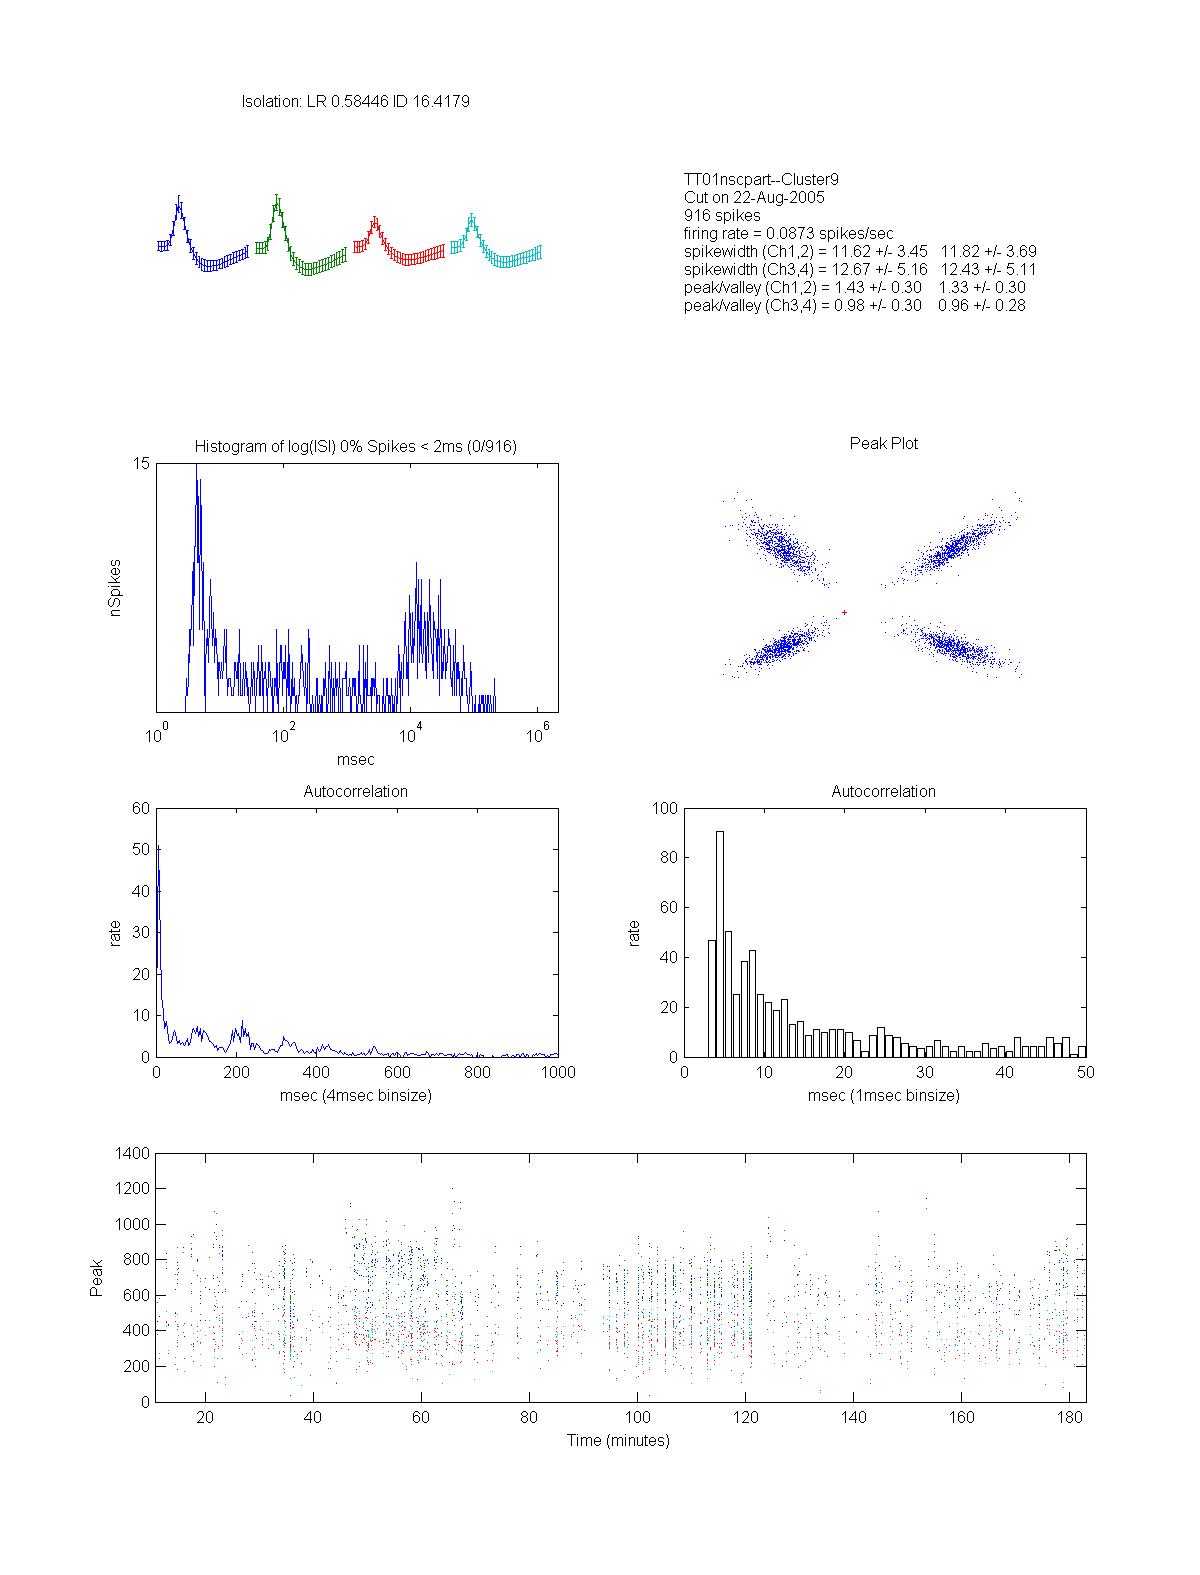 Isolation: LR 0.58446 ID 16.4179
TT01nscpart--Cluster9
Cut on 22-Aug-2005
916 spikes
firing rate = 0.0873 spikes/sec
spikewidth (Ch1,2) = 11.62 +/- 3.45 11.82 +/- 3.69
spikewidth (Ch3,4) = 12.67 +/- 5.16 12.43 +/- 5.11
peak/valley (Ch1,2) = 1.43 +/- 0.30 1.33 +/- 0.30
peak/valley (Ch3,4) = 0.98 +/- 0.30 0.96 +/- 0.28
Histogram of log(ISI) 0% Spikes < 2ms (0/916)
15
nSpikes
10^0 10^2 10^4 10^6
msec
Peak Plot
Autocorrelation
60
50
40
30
20
10
0
rate
0 200 400 600 800 1000
msec (4msec binsize)
Autocorrelation
100
80
60
40
20
0
rate
0 10 20 30 40 50
msec (1msec binsize)
1400
1200
1000
800
600
400
200
0
Peak
20 40 60 80 100 120 140 160 180
Time (minutes)